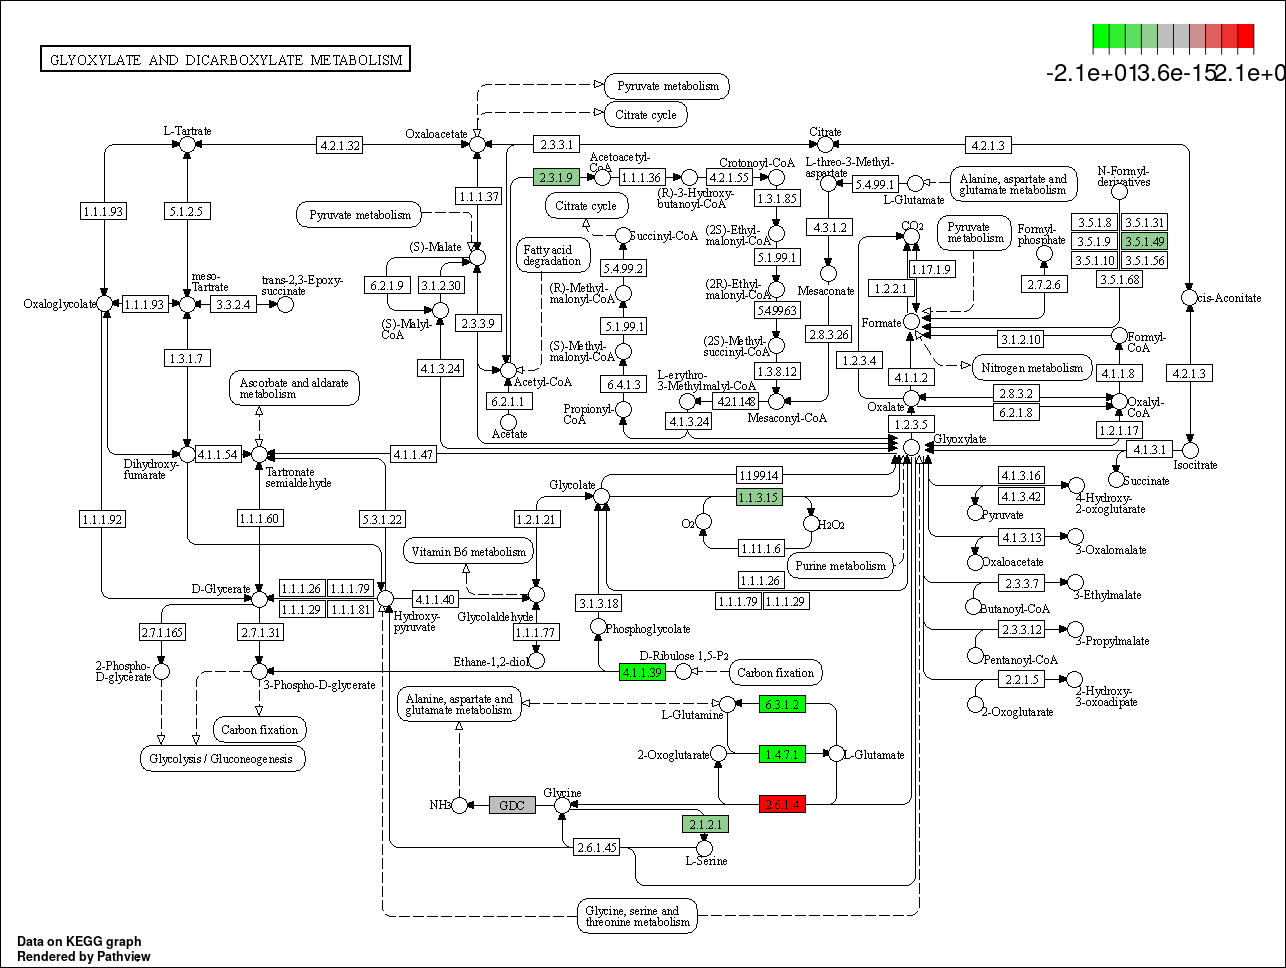 GLYOXYLATE AND DICARBOXYLATE METABOLISM
-2.1e+01
3.6e-15
2.1e+0
Pyruvate metabolism
Citrate cycle
L-Tartrate
4.2.1.32
Oxaloacetate
2.3.3.1
Citrate
4.2.1.3
Acetoacetyl-
CoA
2.3.1.9
1.1.1.36
Crotonoyl-CoA
4.2.1.55
(R)-3-Hydroxy-
butanoyl-CoA
L-threo-3-Methyl-
aspartate
5.4.99.1
L-Glutamate
Alanine, aspartate and
glutamate metabolism
N-Formyl-
derivatives
1.1.1.93
5.1.2.5
Pyruvate metabolism
1.1.1.37
Citrate cycle
1.3.1.85
4.3.1.2
CO2
Pyruvate
metabolism
Formyl-
phosphate
3.5.1.8
3.5.1.31
3.5.1.9
3.5.1.49
3.5.1.10
3.5.1.56
3.5.1.68
(S)-Malate
Fatty acid
degradation
Succinyl-CoA
(2S)-Ethyl-
malonyl-CoA
5.4.99.2
5.1.99.1
1.17.1.9
1.2.2.1
2.7.2.6
meso-
Tartrate
trans-2,3-Epoxy-
succinate
6.2.1.9
3.1.2.30
(R)-Methyl-
malonyl-CoA
(2R)-Ethyl-
malonyl-CoA
Mesaconate
Oxaloglycolate
1.1.1.93
3.3.2.4
cis-Aconitate
(S)-Malyl-
CoA
2.3.3.9
5.1.99.1
5.4.99.63
2.8.3.26
Formate
3.1.2.10
Formyl-
CoA
1.3.1.7
4.1.3.24
(S)-Methyl-
malonyl-CoA
(2S)-Methyl-
succinyl-CoA
1.2.3.4
Nitrogen metabolism
Ascorbate and aldarate
metabolism
Acetyl-CoA
6.4.1.3
L-erythro-
3-Methylmalyl-CoA
1.3.8.12
4.1.1.2
4.1.1.8
4.2.1.3
6.2.1.1
Propionyl-
CoA
4.2.1.148
Mesaconyl-CoA
Oxalate
2.8.3.2
6.2.1.8
Oxalyl-
CoA
Acetate
4.1.3.24
1.2.3.5
1.2.1.17
Glyoxylate
4.1.3.1
Isocitrate
Dihydroxy-
fumarate
4.1.1.54
Tartronate
semialdehyde
4.1.1.47
Succinate
Glycolate
1.1.99.14
1.1.3.15
4.1.3.16
4.1.3.42
4-Hydroxy-
2-oxoglutarate
Pyruvate
1.1.1.92
1.1.1.60
5.3.1.22
1.2.1.21
O2
H2O2
1.11.1.6
4.1.3.13
3-Oxalomalate
Oxaloacetate
Vitamin B6 metabolism
Purine metabolism
D-Glycerate
1.1.1.26
1.1.1.79
1.1.1.29
1.1.1.81
4.1.1.40
Hydroxy-
pyruvate
Glycolaldehyde
1.1.1.26
1.1.1.79
1.1.1.29
3.1.3.18
2.3.3.7
3-Ethylmalate
Butanoyl-CoA
2.7.1.165
2.7.1.31
1.1.1.77
Phosphoglycolate
2.3.3.12
3-Propylmalate
Pentanoyl-CoA
2-Phospho-
D-glycerate
3-Phospho-D-glycerate
Ethane-1,2-diol
D-Ribulose 1,5-P2
4.1.1.39
Carbon fixation
2.2.1.5
2-Hydroxy-
3-oxoadipate
2-Oxoglutarate
Alanine, aspartate and
glutamate metabolism
L-Glutamine
6.3.1.2
Carbon fixation
Glycolysis / Gluconeogenesis
2-Oxoglutarate
1.4.7.1
L-Glutamate
NH3
GDC
Glycine
2.6.1.4
2.1.2.1
2.6.1.45
L-Serine
Glycine, serine and
threonine metabolism
Data on KEGG graph
Rendered by Pathview